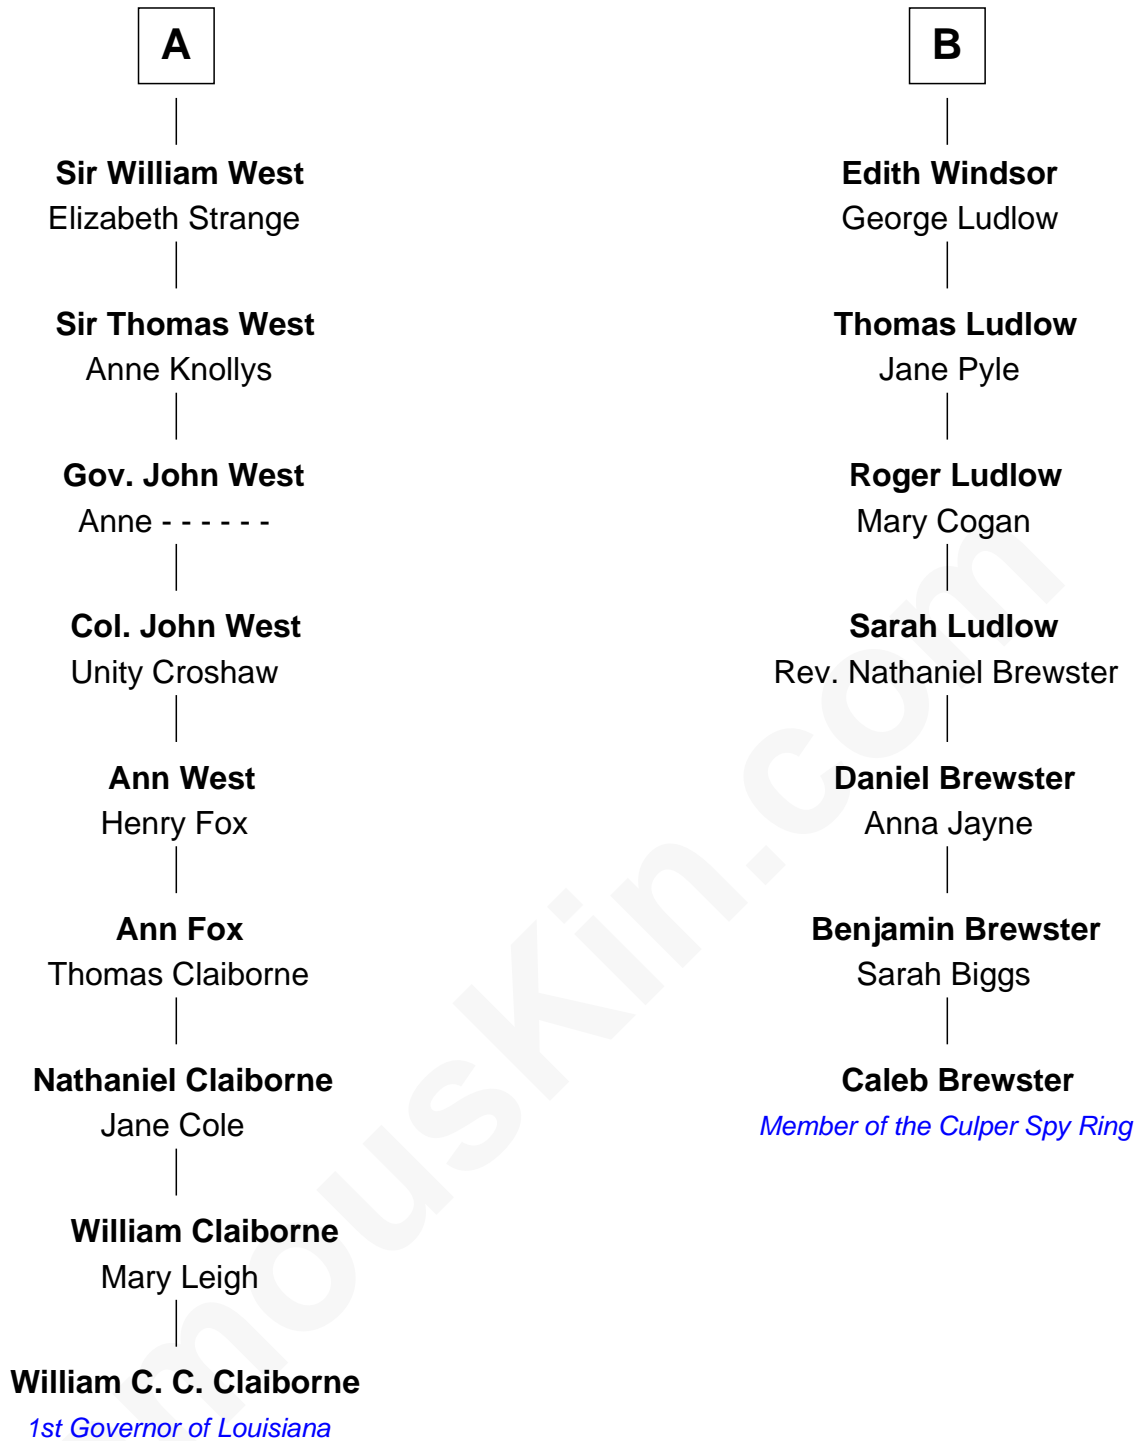 A
Sir William West
Elizabeth Strange
Sir Thomas West
Anne Knollys
Gov. John West
Anne - - - - - -
Col. John West
Unity Croshaw
Ann West
Henry Fox
Ann Fox
Thomas Claiborne
Nathaniel Claiborne
Jane Cole
William Claiborne
Mary Leigh
William C. C. Claiborne
1st Governor of Louisiana
B
Edith Windsor
George Ludlow
Thomas Ludlow
Jane Pyle
Roger Ludlow
Mary Cogan
Sarah Ludlow
Rev. Nathaniel Brewster
Daniel Brewster
Anna Jayne
Benjamin Brewster
Sarah Biggs
Caleb Brewster
Member of the Culper Spy Ring
mousKin.com